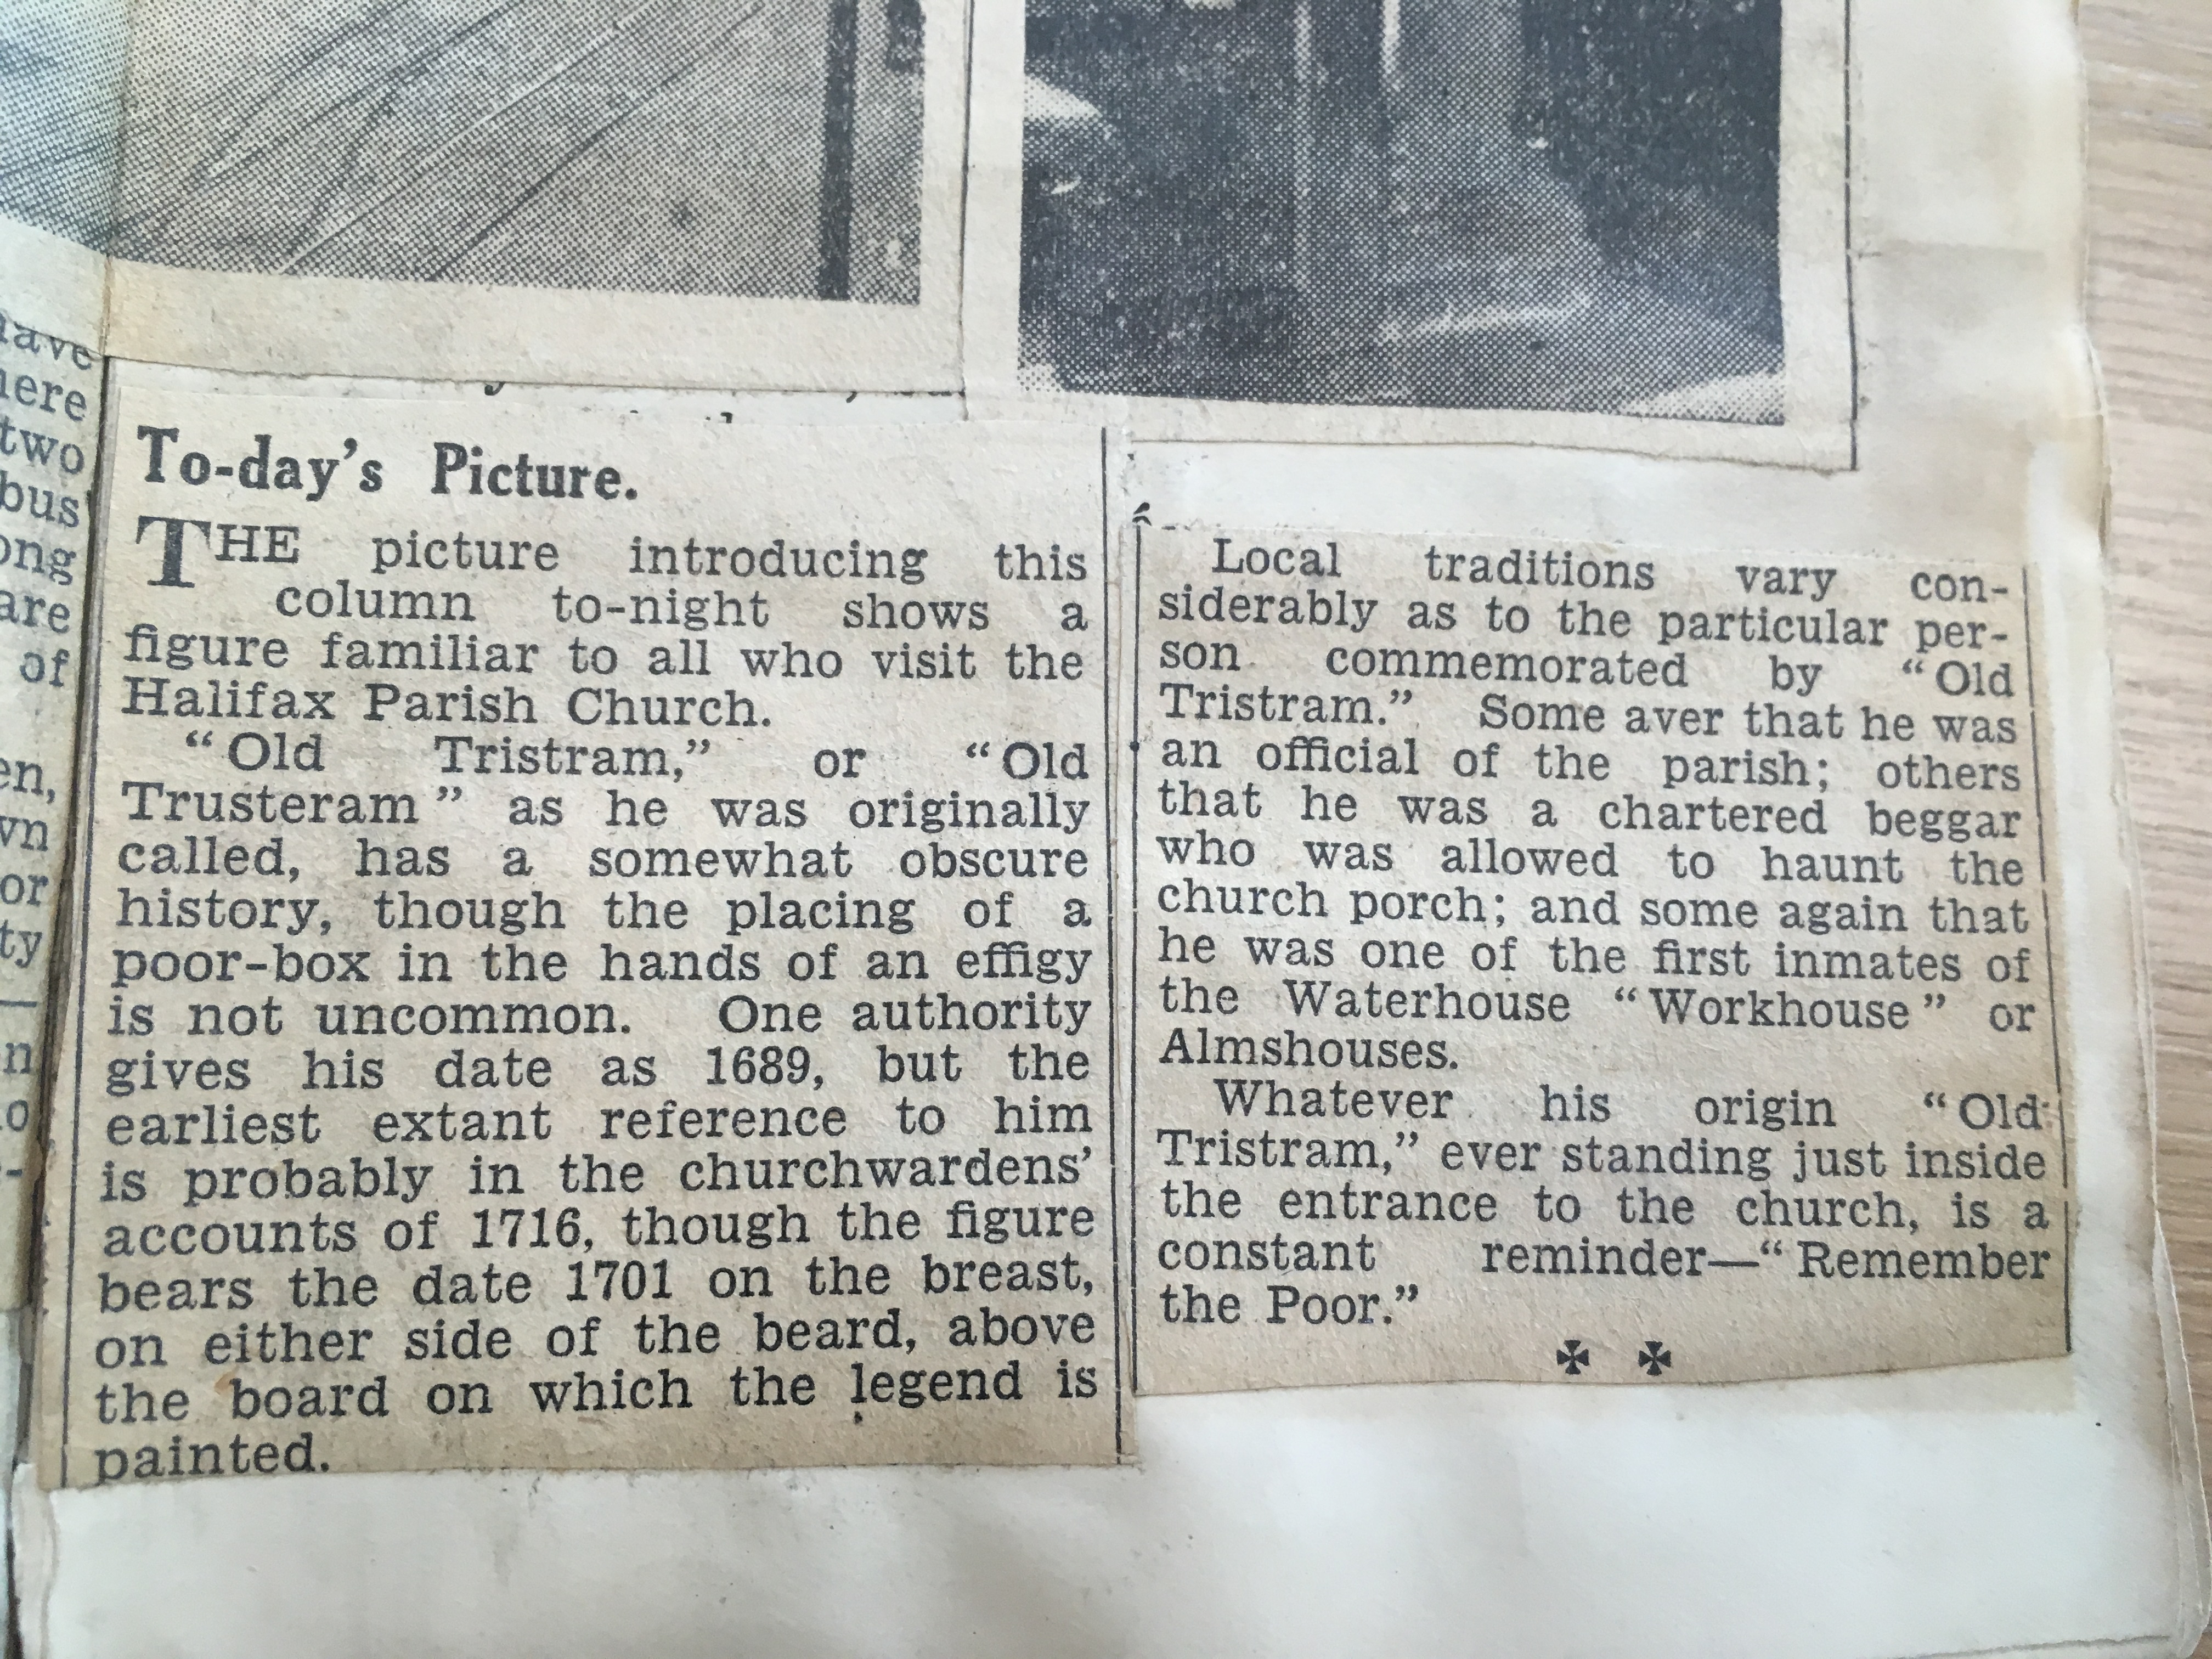 have
here
two
bus
ong
are
of
en,
wn
or
ty
n
To-day's Picture.
THE picture introducing this
column to-night shows a
figure familiar to all who visit the
Halifax Parish Church.
"Old Tristram," or "Old
Trusteram" as he was originally
called, has a somewhat obscure
history, though the placing of a
poor-box in the hands of an effigy
is not uncommon. One authority
gives his date as 1689, but the
earliest extant reference to him
is probably in the churchwardens'
accounts of 1716, though the figure
bears the date 1701 on the breast,
on either side of the beard, above
the board on which the legend is
painted.
Local traditions vary con-
siderably as to the particular per-
son commemorated by "Old
Tristram." Some aver that he was
an official of the parish; others
that he was a chartered beggar
who was allowed to haunt the
church porch; and some again that
he was one of the first inmates of
the Waterhouse "Workhouse" or
Almshouses.
Whatever his origin "Old
Tristram," ever standing just inside
the entrance to the church, is a
constant reminder—"Remember
the Poor."
✠ ✠